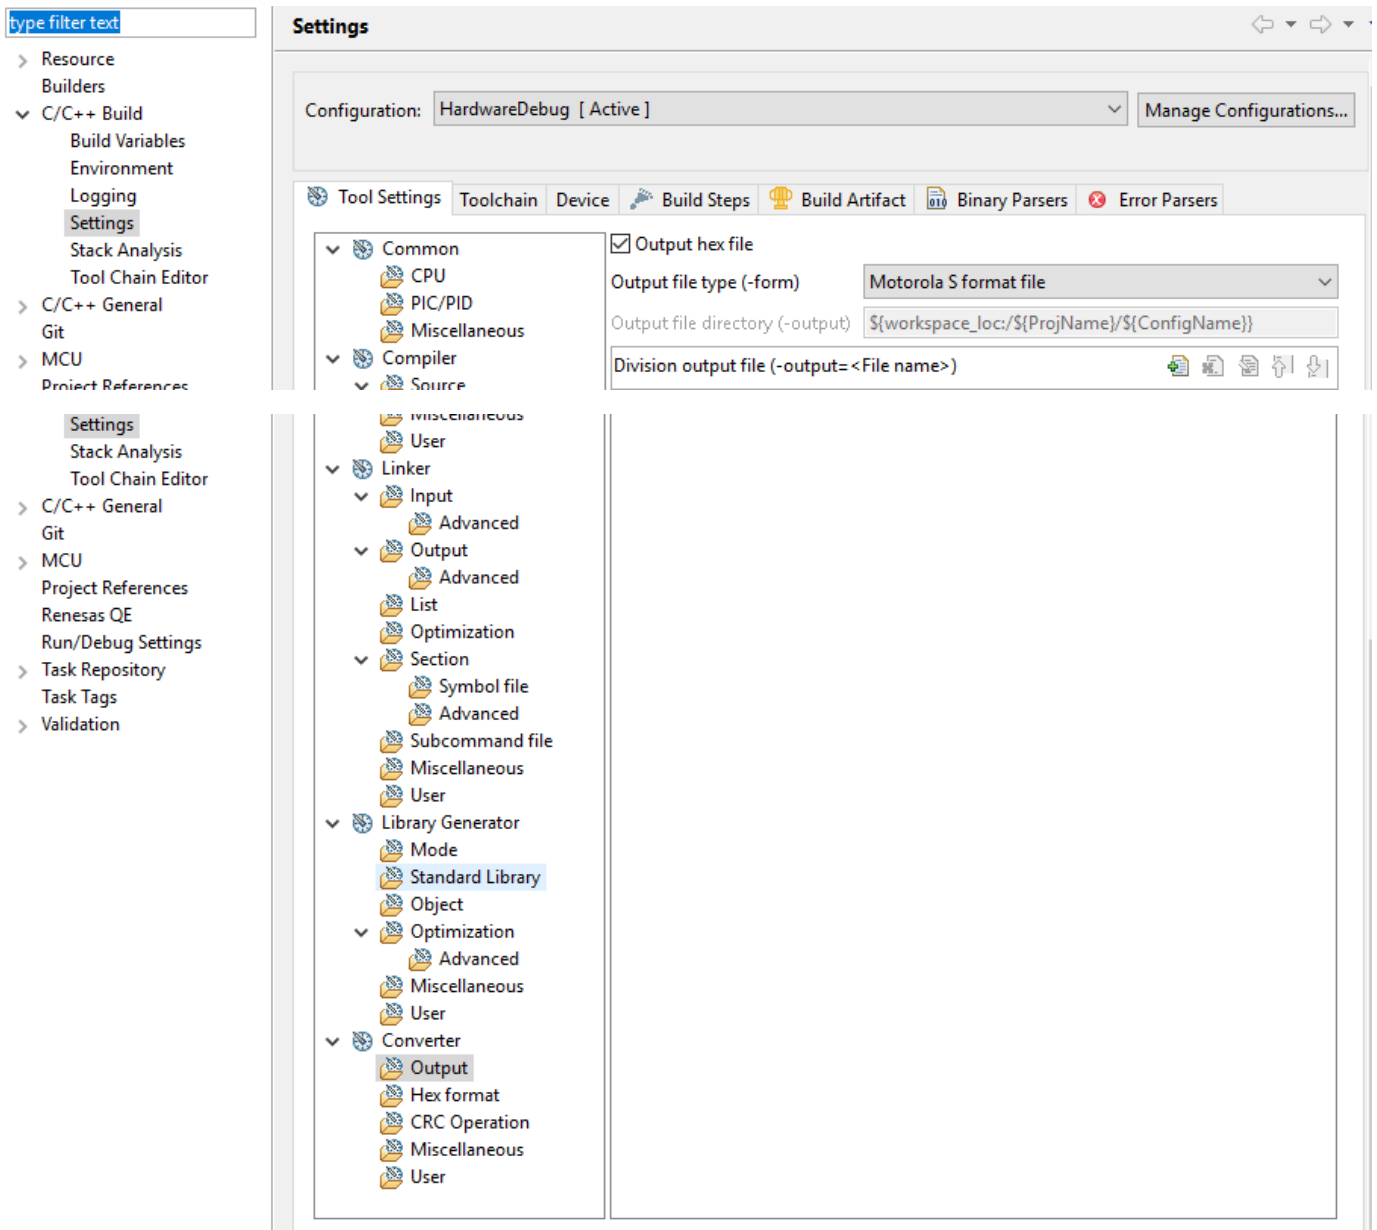 type filter text
Resource
Builders
C/C++ Build
Build Variables
Environment
Logging
Settings
Stack Analysis
Tool Chain Editor
C/C++ General
Git
MCU
Project References
Settings
Stack Analysis
Tool Chain Editor
C/C++ General
Git
MCU
Project References
Renesas QE
Run/Debug Settings
Task Repository
Task Tags
Validation
Settings
Configuration: HardwareDebug [ Active ] Manage Configurations...
Tool Settings Toolchain Device Build Steps Build Artifact Binary Parsers Error Parsers
Common
CPU
PIC/PID
Miscellaneous
Compiler
Source
Miscellaneous
User
Linker
Input
Advanced
Output
Advanced
List
Optimization
Section
Symbol file
Advanced
Subcommand file
Miscellaneous
User
Library Generator
Mode
Standard Library
Object
Optimization
Advanced
Miscellaneous
User
Converter
Output
Hex format
CRC Operation
Miscellaneous
User
Output hex file
Output file type (-form) Motorola S format file
Output file directory (-output) ${workspace_loc:/${ProjName}/${ConfigName}}
Division output file (-output=<File name>)